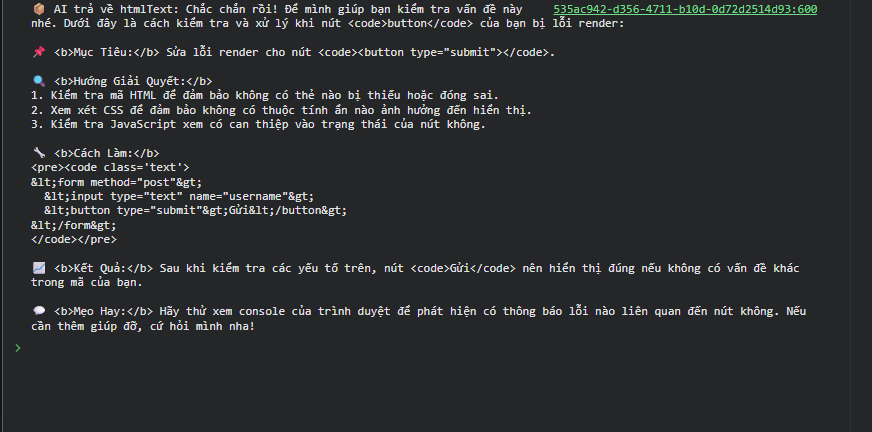 📦 AI trả về htmlText: Chắc chắn rồi! Để mình giúp bạn kiểm tra vấn đề này 535ac942-d356-4711-b10d-0d72d2514d93:600
nhé. Dưới đây là cách kiểm tra và xử lý khi nút <code>button</code> của bạn bị lỗi render:
📌 <b>Mục Tiêu:</b> Sửa lỗi render cho nút <code><button type="submit"></code>.
🔍 <b>Hướng Giải Quyết:</b>
1. Kiểm tra mã HTML để đảm bảo không có thẻ nào bị thiếu hoặc đóng sai.
2. Xem xét CSS để đảm bảo không có thuộc tính ẩn nào ảnh hưởng đến hiển thị.
3. Kiểm tra JavaScript xem có can thiệp vào trạng thái của nút không.
🔧 <b>Cách Làm:</b>
<pre><code class='text'>
&lt;form method="post"&gt;
  &lt;input type="text" name="username"&gt;
  &lt;button type="submit"&gt;Gửi&lt;/button&gt;
&lt;/form&gt;
</code></pre>
📈 <b>Kết Quả:</b> Sau khi kiểm tra các yếu tố trên, nút <code>Gửi</code> nên hiển thị đúng nếu không có vấn đề khác
trong mã của bạn.
💬 <b>Mẹo Hay:</b> Hãy thử xem console của trình duyệt để phát hiện có thông báo lỗi nào liên quan đến nút không. Nếu
cần thêm giúp đỡ, cứ hỏi mình nha!
>